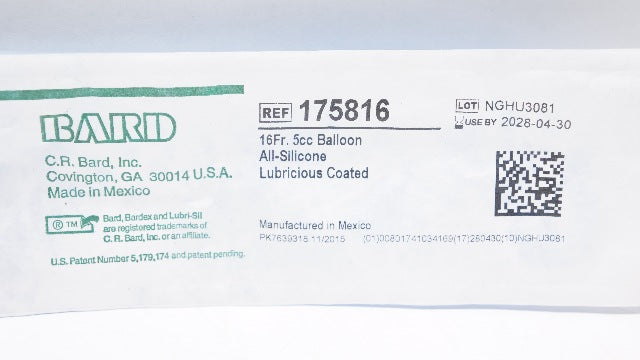 BARD
C.R. Bard, Inc.
Covington, GA 30014 U.S.A.
Made in Mexico
® ™
Bard, Bardex and Lubri-Sil
are registered trademarks of
C. R. Bard, Inc. or an affiliate.
U.S. Patent Number 5,179,174 and patent pending.
REF 175816
16Fr. 5cc Balloon
All-Silicone
Lubricious Coated
Manufactured in Mexico
PK7639318 11/2015 (01)00801741034169(17)280430(10)NGHU3081
LOT NGHU3081
USE BY 2028-04-30